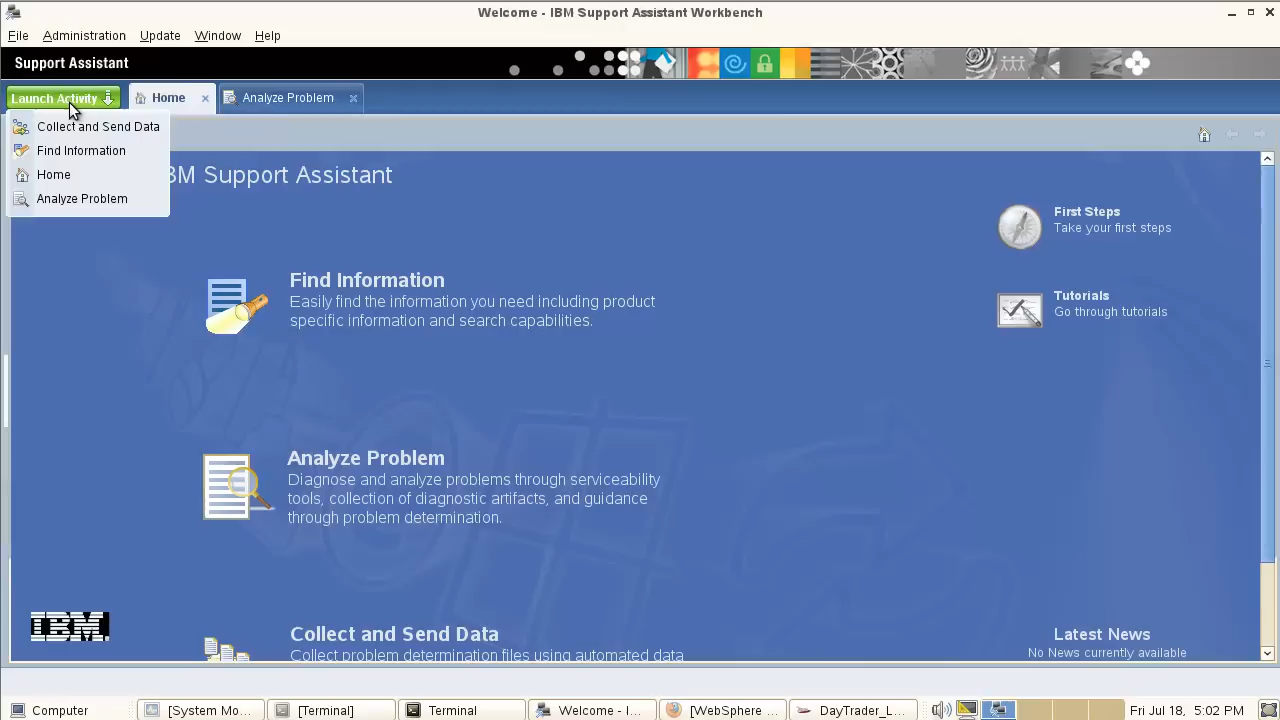 Welcome - IBM Support Assistant Workbench
File Administration Update Window Help
Support Assistant
Launch Activity Home Analyze Problem
Collect and Send Data
Find Information
Home
Analyze Problem
BM Support Assistant
First Steps
Take your first steps
Find Information
Easily find the information you need including product
specific information and search capabilities.
Tutorials
Go through tutorials
Analyze Problem
Diagnose and analyze problems through serviceability
tools, collection of diagnostic artifacts, and guidance
through problem determination.
IBM
Collect and Send Data
Collect problem determination files using automated data
Latest News
No News currently available
Computer [System Mo... [Terminal] Terminal Welcome - I... [WebSphere ... DayTrader_L... Fri Jul 18, 5:02 PM